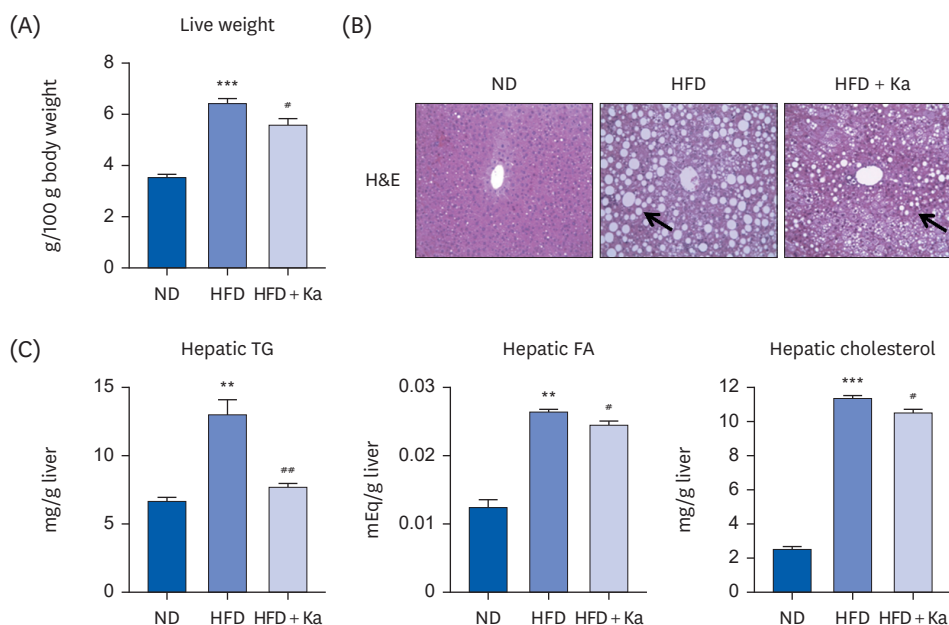 (A)
Live weight
g/100 g body weight
8
6
4
2
0
***
#
ND HFD HFD + Ka
(B)
ND HFD HFD + Ka
H&E
(C)
Hepatic TG
mg/g liver
15
10
5
0
**
##
ND HFD HFD + Ka
Hepatic FA
mEq/g liver
0.03
0.02
0.01
0
**
#
ND HFD HFD + Ka
Hepatic cholesterol
mg/g liver
12
10
8
6
4
2
0
***
#
ND HFD HFD + Ka